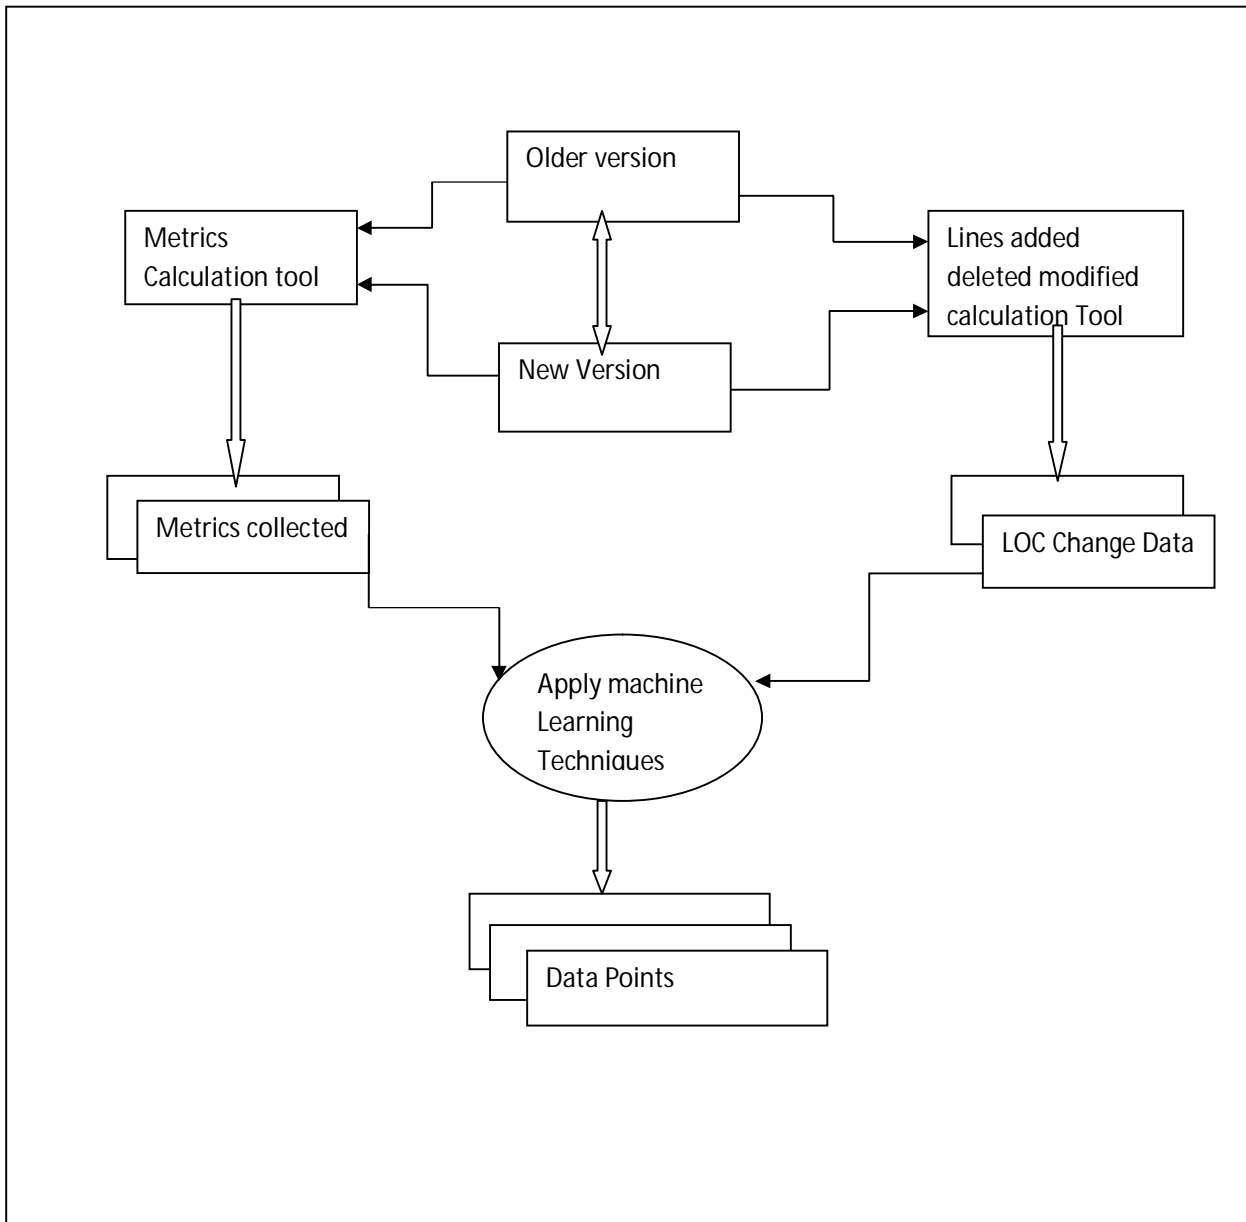 Older version
Metrics
Calculation tool
Lines added
deleted modified
calculation Tool
New Version
Metrics collected
LOC Change Data
Apply machine
Learning
Techniques
Data Points